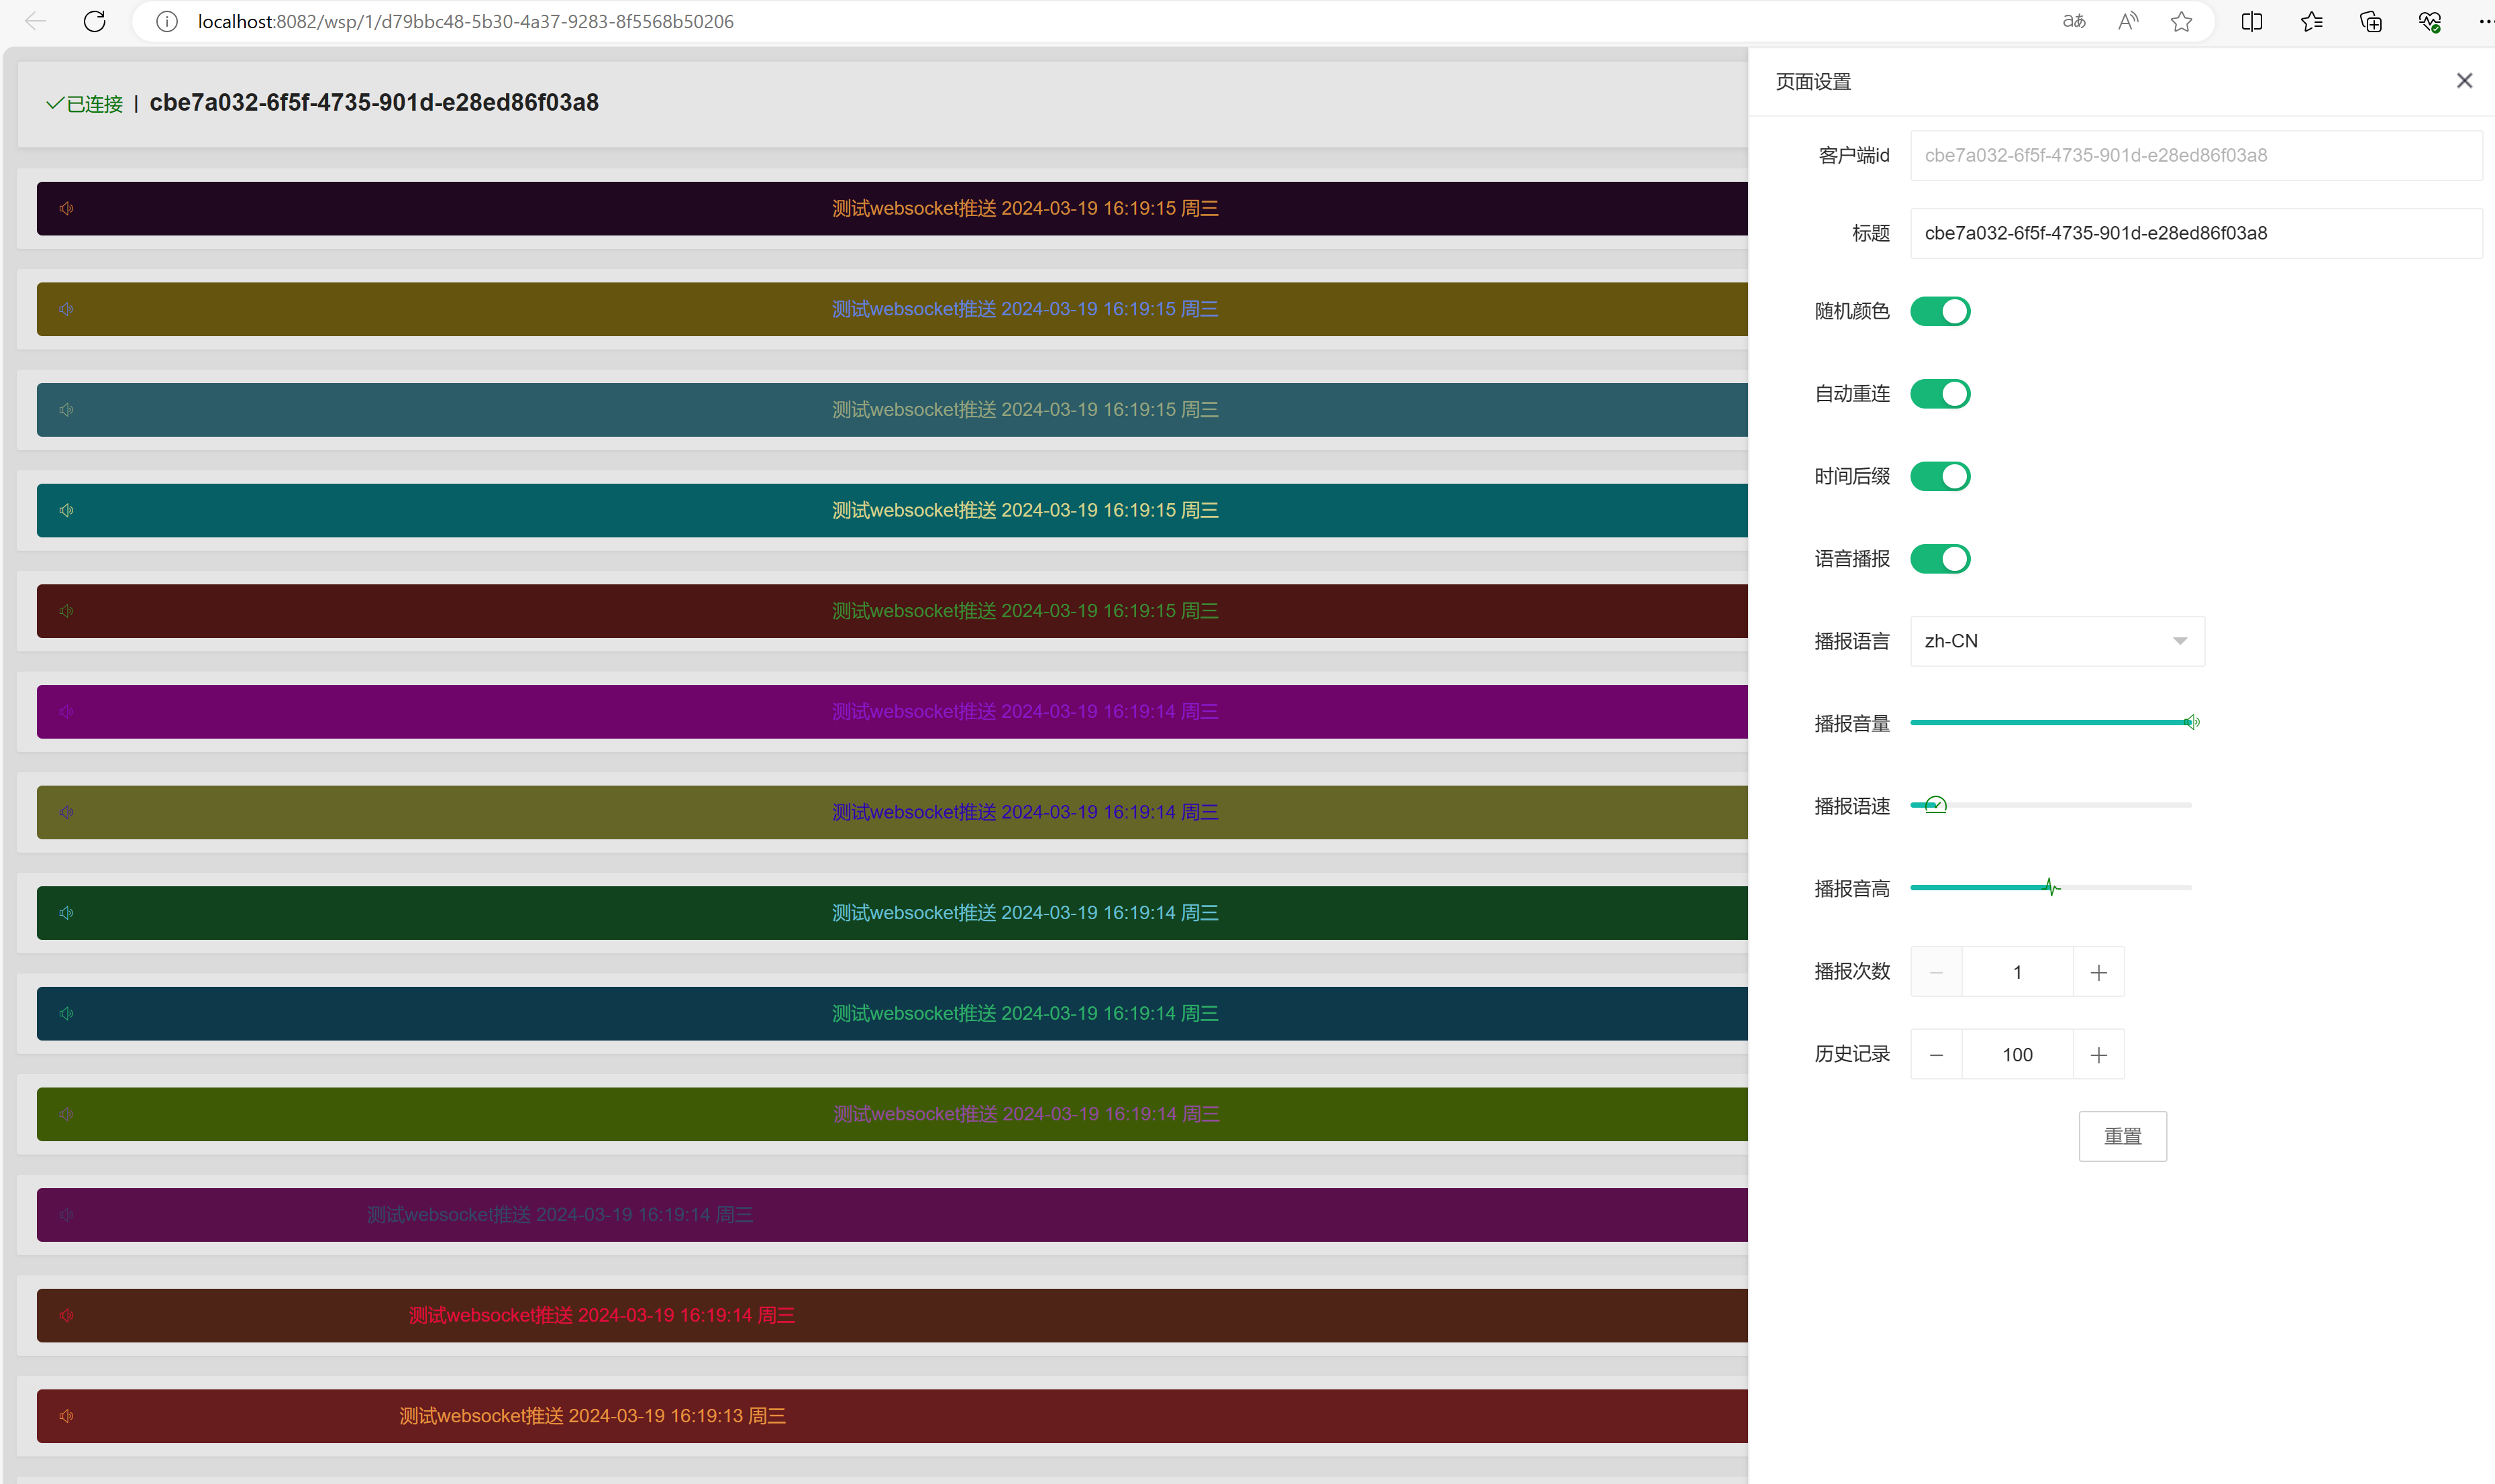 localhost:8082/wsp/1/d79bbc48-5b30-4a37-9283-8f5568b50206
aあ
A
已连接 | cbe7a032-6f5f-4735-901d-e28ed86f03a8
测试websocket推送 2024-03-19 16:19:15 周三
测试websocket推送 2024-03-19 16:19:15 周三
测试websocket推送 2024-03-19 16:19:15 周三
测试websocket推送 2024-03-19 16:19:15 周三
测试websocket推送 2024-03-19 16:19:15 周三
测试websocket推送 2024-03-19 16:19:14 周三
测试websocket推送 2024-03-19 16:19:14 周三
测试websocket推送 2024-03-19 16:19:14 周三
测试websocket推送 2024-03-19 16:19:14 周三
测试websocket推送 2024-03-19 16:19:14 周三
测试websocket推送 2024-03-19 16:19:14 周三
测试websocket推送 2024-03-19 16:19:14 周三
测试websocket推送 2024-03-19 16:19:13 周三
页面设置
客户端id cbe7a032-6f5f-4735-901d-e28ed86f03a8
标题 cbe7a032-6f5f-4735-901d-e28ed86f03a8
随机颜色
自动重连
时间后缀
语音播报
播报语言 zh-CN
播报音量
播报语速
播报音高
播报次数 1
历史记录 100
重置